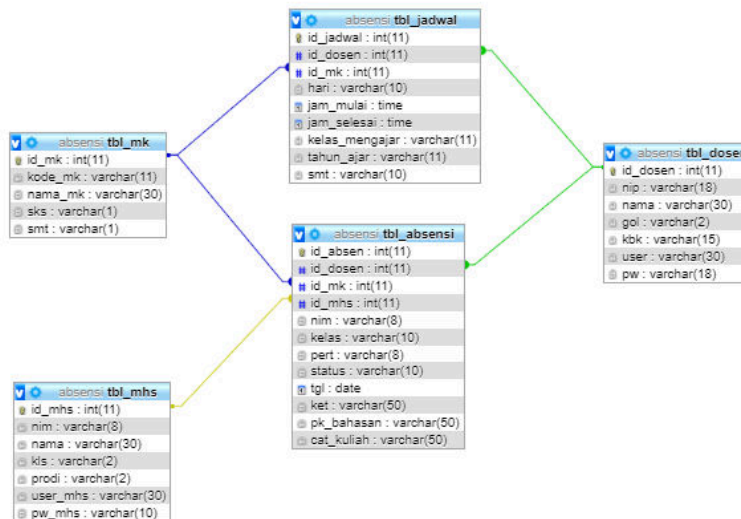 absensi tbl_jadwal
id_jadwal : int(11)
id_dosen : int(11)
id_mk : int(11)
hari : varchar(10)
jam_mulai : time
jam_selesai : time
kelas_mengajar : varchar(11)
tahun_ajar : varchar(11)
smt : varchar(10)
absensi tbl_mk
id_mk : int(11)
kode_mk : varchar(11)
nama_mk : varchar(30)
sks : varchar(1)
smt : varchar(1)
absensi tbl_dosen
id_dosen : int(11)
nip : varchar(18)
nama : varchar(30)
gol : varchar(2)
kbk : varchar(15)
user : varchar(30)
pw : varchar(18)
absensi tbl_absensi
id_absen : int(11)
id_dosen : int(11)
id_mk : int(11)
id_mhs : int(11)
nim : varchar(8)
kelas : varchar(10)
pert : varchar(8)
status : varchar(10)
tgl : date
ket : varchar(50)
pk_bahasan : varchar(50)
cat_kuliah : varchar(50)
absensi tbl_mhs
id_mhs : int(11)
nim : varchar(8)
nama : varchar(30)
kls : varchar(2)
prodi : varchar(2)
user_mhs : varchar(30)
pw_mhs : varchar(10)